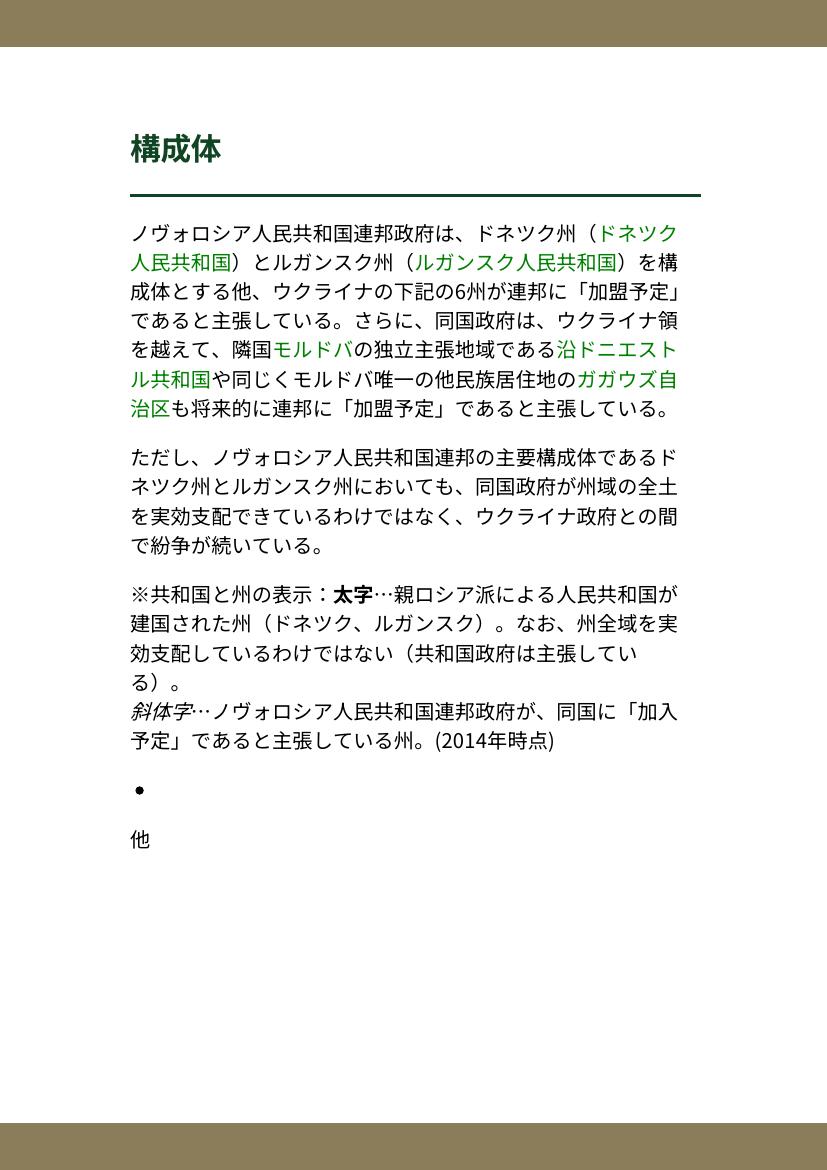 構成体
ノヴォロシア人民共和国連邦政府は、ドネツク州（ドネツク
人民共和国）とルガンスク州（ルガンスク人民共和国）を構
成体とする他、ウクライナの下記の6州が連邦に「加盟予定」
であると主張している。さらに、同国政府は、ウクライナ領
を越えて、隣国モルドバの独立主張地域である沿ドニエスト
ル共和国や同じくモルドバ唯一の他民族居住地のガガウズ自
治区も将来的に連邦に「加盟予定」であると主張している。
ただし、ノヴォロシア人民共和国連邦の主要構成体であるド
ネツク州とルガンスク州においても、同国政府が州域の全土
を実効支配できているわけではなく、ウクライナ政府との間
で紛争が続いている。
※共和国と州の表示：太字…親ロシア派による人民共和国が
建国された州（ドネツク、ルガンスク）。なお、州全域を実
効支配しているわけではない（共和国政府は主張してい
る）。
斜体字…ノヴォロシア人民共和国連邦政府が、同国に「加入
予定」であると主張している州。(2014年時点)
•
他